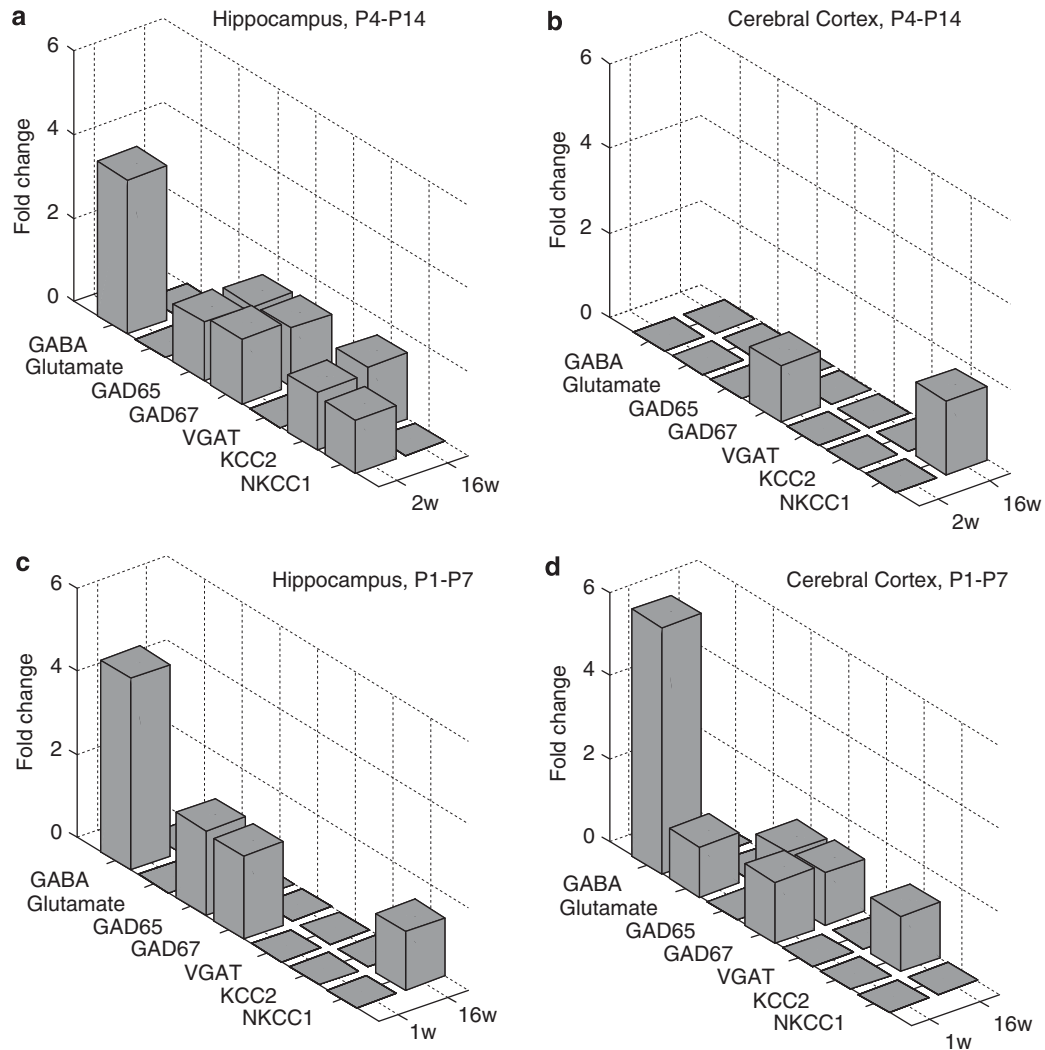 a
Hippocampus, P4-P14
Fold change
6
4
2
0
GABA
Glutamate
GAD65
GAD67
VGAT
KCC2
NKCC1
2w
16w
b
Cerebral Cortex, P4-P14
Fold change
6
4
2
0
GABA
Glutamate
GAD65
GAD67
VGAT
KCC2
NKCC1
2w
16w
c
Hippocampus, P1-P7
Fold change
6
4
2
0
GABA
Glutamate
GAD65
GAD67
VGAT
KCC2
NKCC1
1w
16w
d
Cerebral Cortex, P1-P7
Fold change
6
4
2
0
GABA
Glutamate
GAD65
GAD67
VGAT
KCC2
NKCC1
1w
16w